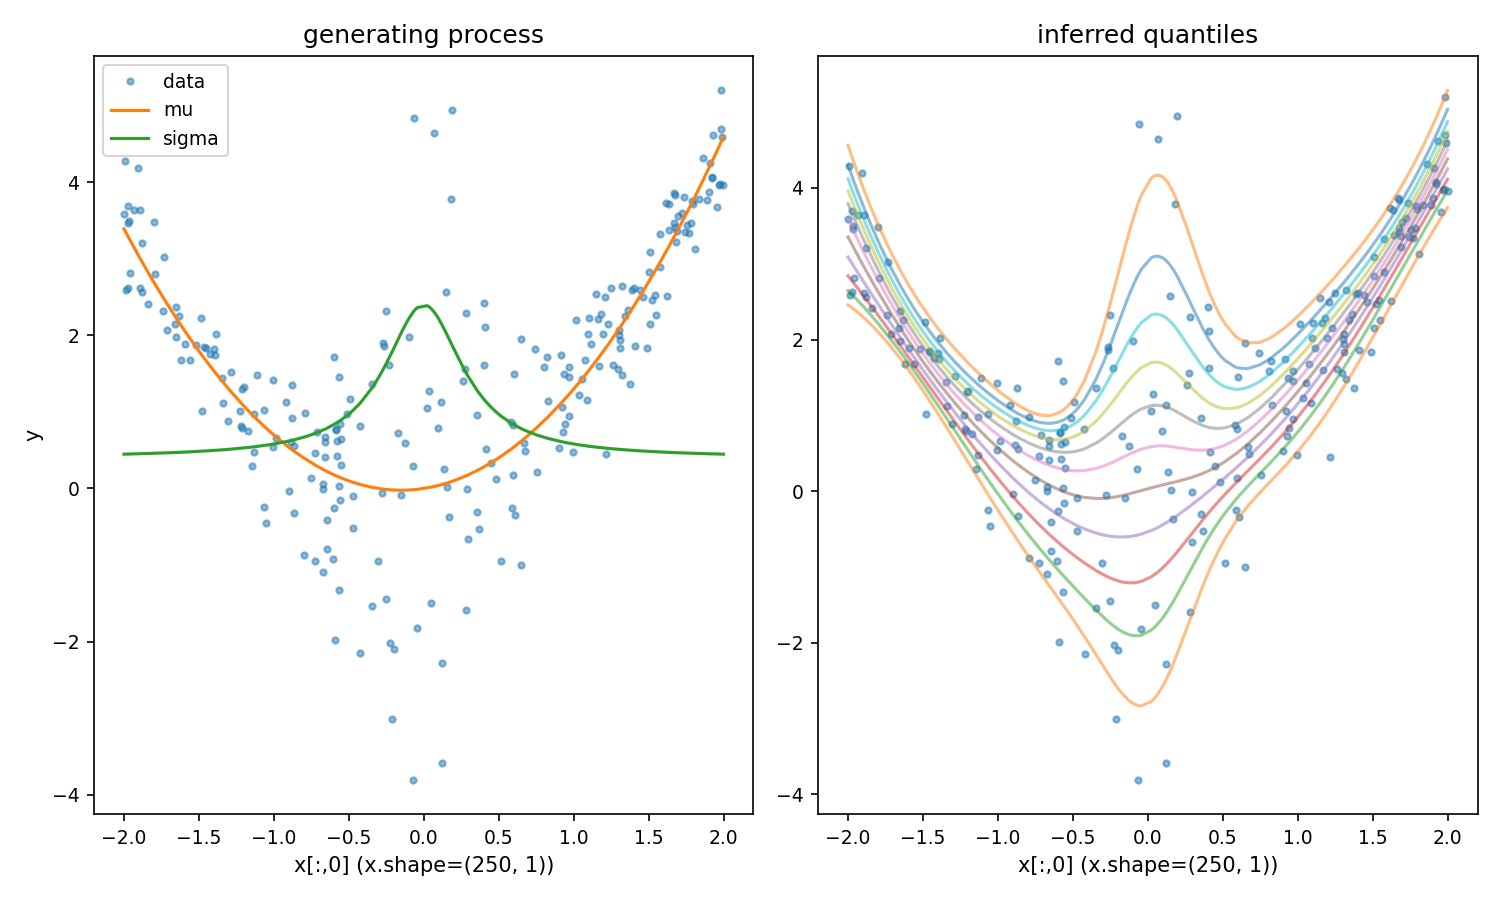 generating process
data
mu
sigma
4
2
0
−2
−4
y
−2.0 −1.5 −1.0 −0.5 0.0 0.5 1.0 1.5 2.0
x[:,0] (x.shape=(250, 1))
inferred quantiles
4
2
0
−2
−4
−2.0 −1.5 −1.0 −0.5 0.0 0.5 1.0 1.5 2.0
x[:,0] (x.shape=(250, 1))